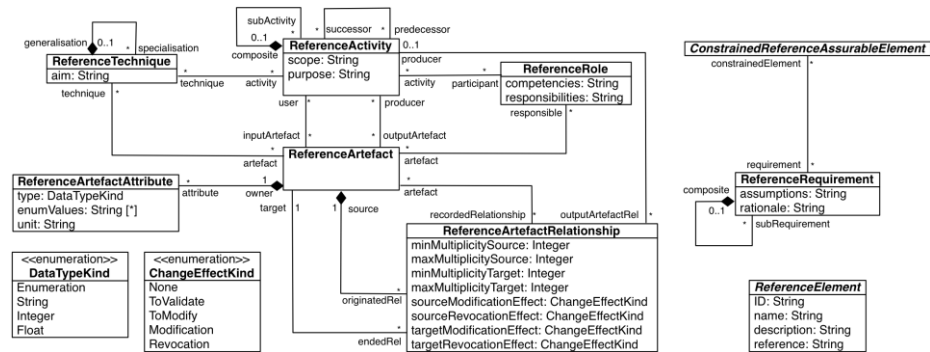 subActivity * * successor * * predecessor
generalisation 0..1 * specialisation
0..1 composite
ReferenceActivity
scope: String
purpose: String
0..1
producer
ReferenceTechnique
aim: String
technique * * activity
technique *
* activity * participant
ReferenceRole
competencies: String
responsibilities: String
responsible *
user * * producer
inputArtefact * * outputArtefact
* artefact
ReferenceArtefact
* artefact
ReferenceArtefactAttribute
type: DataTypeKind
enumValues: String [*]
unit: String
* attribute
1 owner
target 1
1 source
* artefact
recordedRelationship * outputArtefactRel *
ReferenceArtefactRelationship
minMultiplicitySource: Integer
maxMultiplicitySource: Integer
minMultiplicityTarget: Integer
maxMultiplicityTarget: Integer
sourceModificationEffect: ChangeEffectKind
sourceRevocationEffect: ChangeEffectKind
targetModificationEffect: ChangeEffectKind
targetRevocationEffect: ChangeEffectKind
* originatedRel
* endedRel
<<enumeration>>
DataTypeKind
Enumeration
String
Integer
Float
<<enumeration>>
ChangeEffectKind
None
ToValidate
ToModify
Modification
Revocation
ConstrainedReferenceAssurableElement
constrainedElement *
requirement *
ReferenceRequirement
assumptions: String
rationale: String
composite
0..1
* subRequirement
ReferenceElement
ID: String
name: String
description: String
reference: String